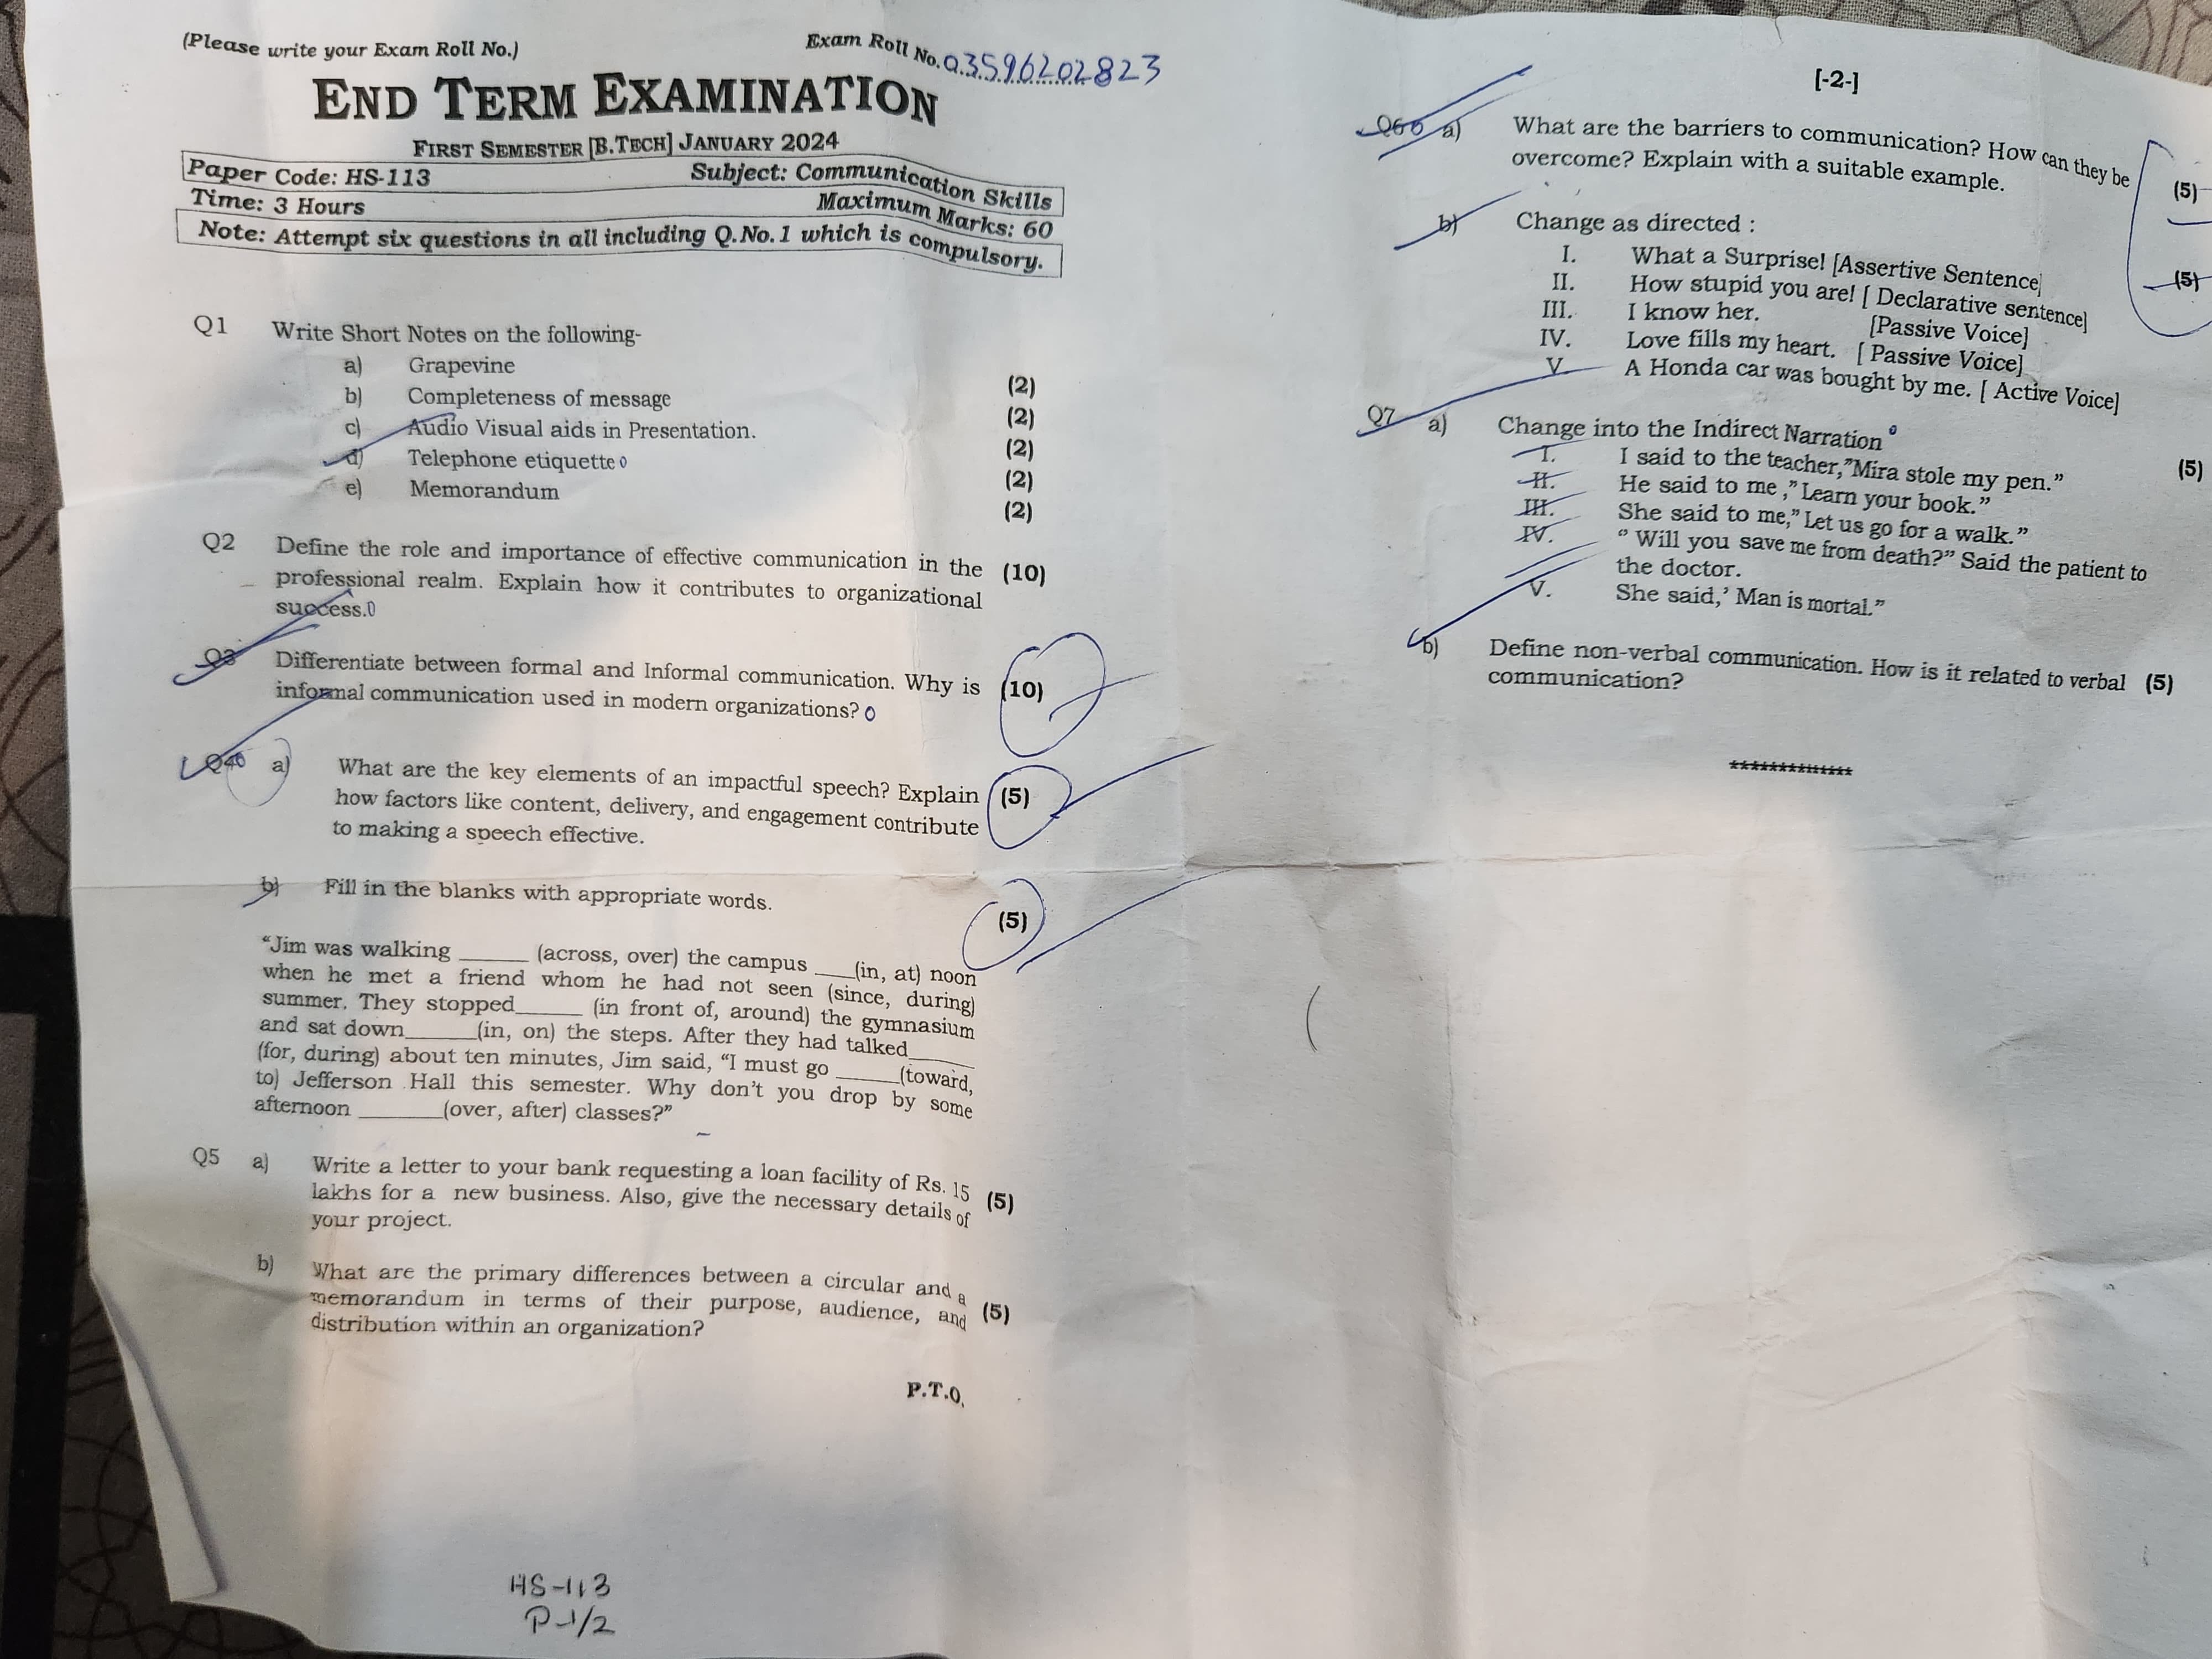 (Please write your Exam Roll No.)
Exam Roll No. 03596202823
END TERM EXAMINATION
FIRST SEMESTER [B.TECH] JANUARY 2024
Paper Code: HS-113 Subject: Communication Skills
Time: 3 Hours Maximum Marks: 60
Note: Attempt six questions in all including Q.No.1 which is compulsory.
Q1 Write Short Notes on the following-
a) Grapevine (2)
b) Completeness of message (2)
c) Audio Visual aids in Presentation. (2)
d) Telephone etiquette (2)
e) Memorandum (2)
Q2 Define the role and importance of effective communication in the (10)
professional realm. Explain how it contributes to organizational
success.
Q3 Differentiate between formal and Informal communication. Why is (10)
informal communication used in modern organizations?
Q4 a) What are the key elements of an impactful speech? Explain (5)
how factors like content, delivery, and engagement contribute
to making a speech effective.
b) Fill in the blanks with appropriate words. (5)
“Jim was walking ______ (across, over) the campus ____(in, at) noon
when he met a friend whom he had not seen (since, during)
summer. They stopped______ (in front of, around) the gymnasium
and sat down______(in, on) the steps. After they had talked______
(for, during) about ten minutes, Jim said, “I must go ______(toward,
to) Jefferson Hall this semester. Why don’t you drop by some
afternoon _______(over, after) classes?”
Q5 a) Write a letter to your bank requesting a loan facility of Rs. 15
lakhs for a new business. Also, give the necessary details of (5)
your project.
b) What are the primary differences between a circular and a
memorandum in terms of their purpose, audience, and (5)
distribution within an organization?
P.T.O.
HS-113
P-1/2
[-2-]
Q6 a) What are the barriers to communication? How can they be
overcome? Explain with a suitable example. (5)
b) Change as directed : (5)
I. What a Surprise! [Assertive Sentence]
II. How stupid you are! [ Declarative sentence]
III. I know her. [Passive Voice]
IV. Love fills my heart. [ Passive Voice]
V. A Honda car was bought by me. [ Active Voice]
Q7 a) Change into the Indirect Narration (5)
I. I said to the teacher,”Mira stole my pen.”
II. He said to me ,” Learn your book.”
III. She said to me,” Let us go for a walk.”
IV. “ Will you save me from death?” Said the patient to
the doctor.
V. She said,’ Man is mortal.”
b) Define non-verbal communication. How is it related to verbal (5)
communication?
**************